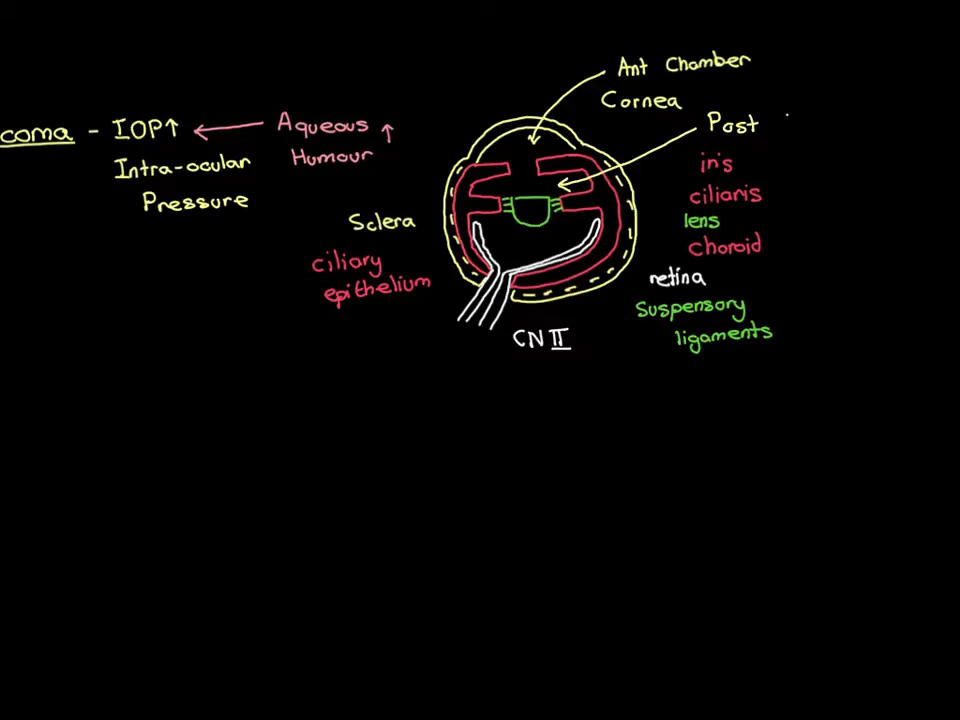 coma - IOP↑
Intra-ocular
Pressure
Aqueous ↑
Humour
Ant Chamber
Cornea
Post
iris
ciliaris
lens
choroid
retina
Suspensory
ligaments
Sclera
ciliary
epithelium
CN II